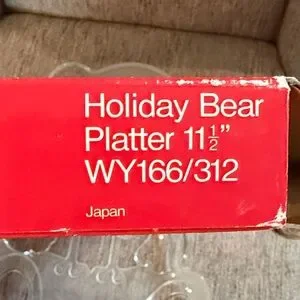 Holiday Bear
Platter 11½"
WY166/312
Japan